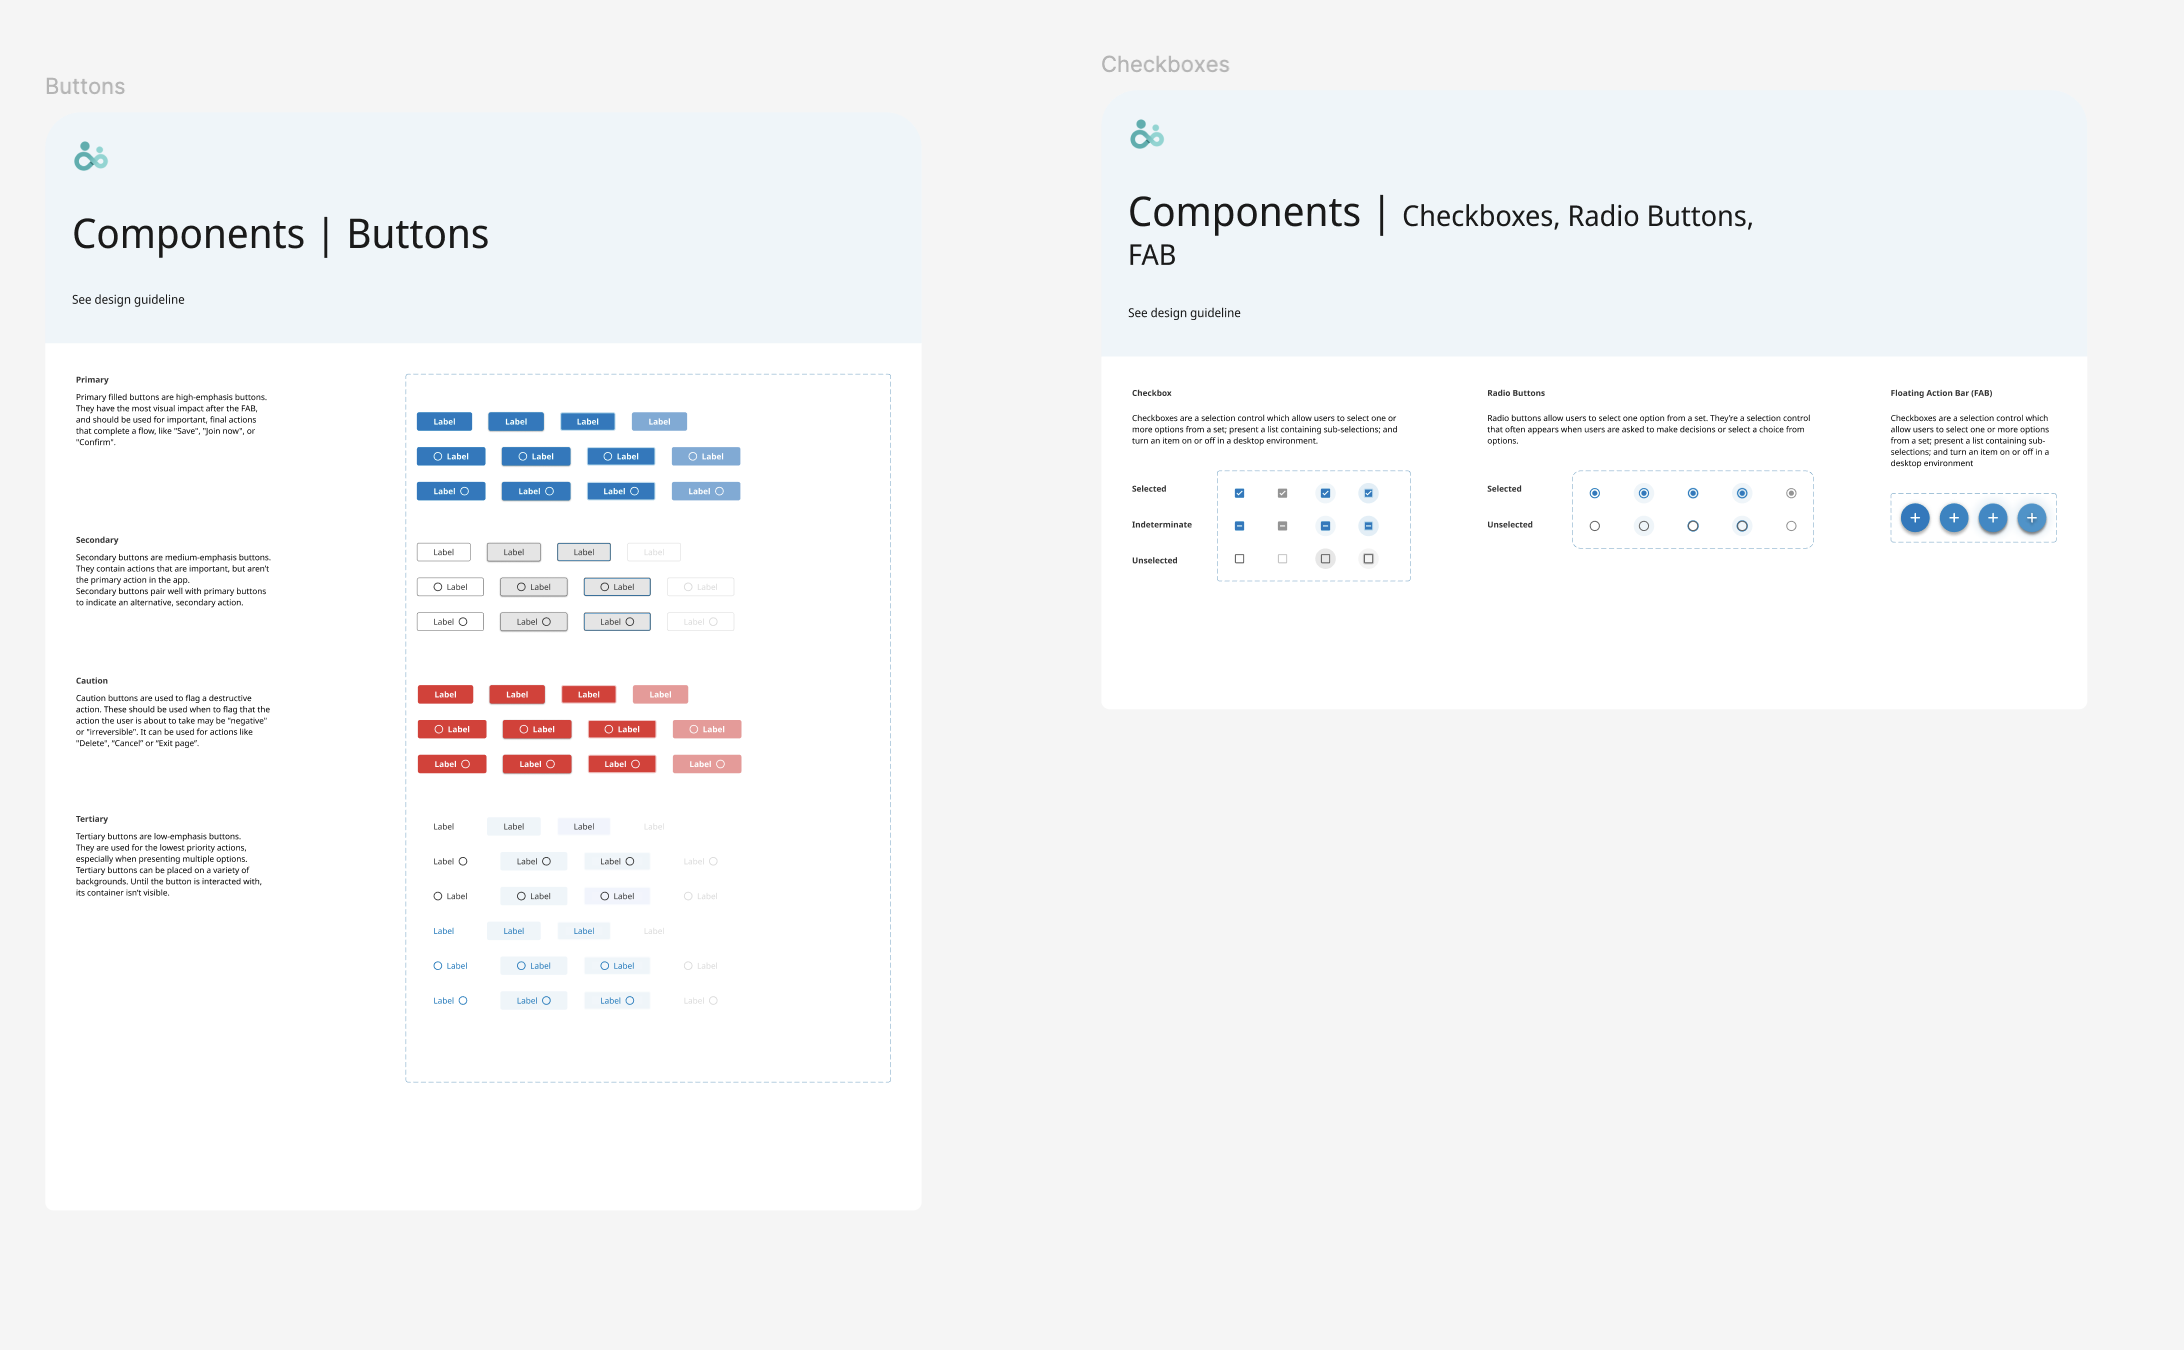 Buttons
Components | Buttons
See design guideline
Primary
Primary filled buttons are high-emphasis buttons.
They have the most visual impact after the FAB,
and should be used for important, final actions
that complete a flow, like "Save", "Join now", or
"Confirm".
Label Label Label Label
Label Label Label Label
Label Label Label Label
Secondary
Secondary buttons are medium-emphasis buttons.
They contain actions that are important, but aren't
the primary action in the app.
Secondary buttons pair well with primary buttons
to indicate an alternative, secondary action.
Label Label Label Label
Label Label Label Label
Label Label Label Label
Caution
Caution buttons are used to flag a destructive
action. These should be used when to flag that the
action the user is about to take may be "negative"
or "irreversible". It can be used for actions like
"Delete", "Cancel" or "Exit page".
Label Label Label Label
Label Label Label Label
Label Label Label Label
Tertiary
Tertiary buttons are low-emphasis buttons.
They are used for the lowest priority actions,
especially when presenting multiple options.
Tertiary buttons can be placed on a variety of
backgrounds. Until the button is interacted with,
its container isn't visible.
Label Label Label Label
Label Label Label Label
Label Label Label Label
Label Label Label Label
Label Label Label Label
Label Label Label Label
Checkboxes
Components | Checkboxes, Radio Buttons,
FAB
See design guideline
Checkbox
Checkboxes are a selection control which allow users to select one or
more options from a set; present a list containing sub-selections; and
turn an item on or off in a desktop environment.
Selected
Indeterminate
Unselected
Radio Buttons
Radio buttons allow users to select one option from a set. They're a selection control
that often appears when users are asked to make decisions or select a choice from
options.
Selected
Unselected
Floating Action Bar (FAB)
Checkboxes are a selection control which
allow users to select one or more options
from a set; present a list containing sub-
selections; and turn an item on or off in a
desktop environment